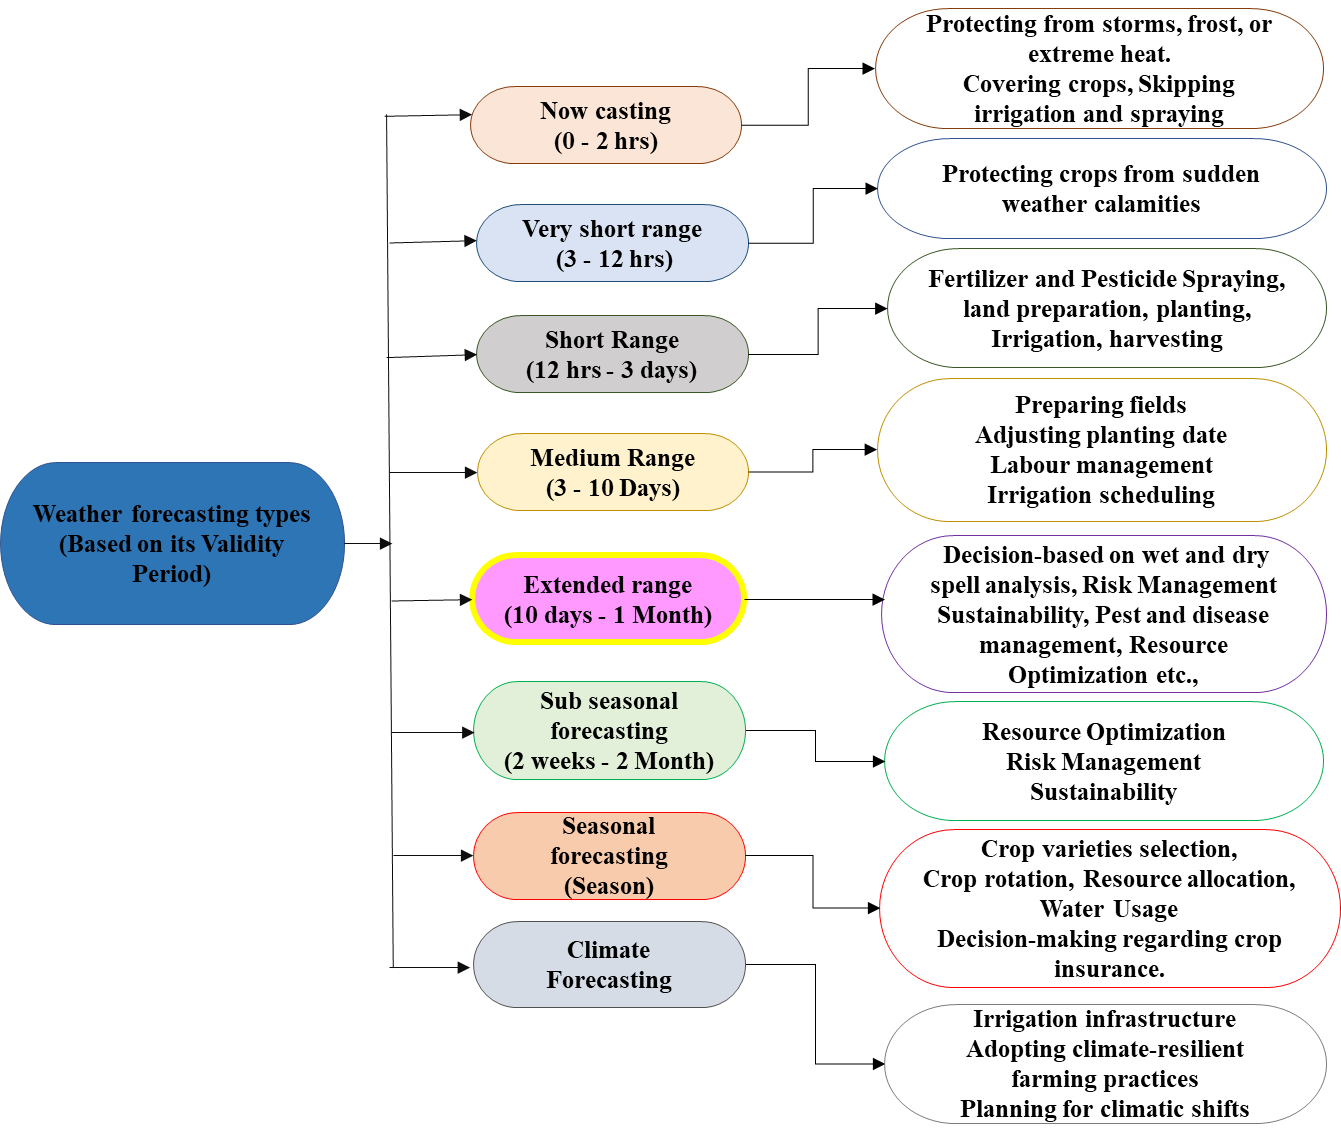 Weather forecasting types
(Based on its Validity
Period)
Now casting
(0 - 2 hrs)
Protecting from storms, frost, or
extreme heat.
Covering crops, Skipping
irrigation and spraying
Very short range
(3 - 12 hrs)
Protecting crops from sudden
weather calamities
Short Range
(12 hrs - 3 days)
Fertilizer and Pesticide Spraying,
land preparation, planting,
Irrigation, harvesting
Medium Range
(3 - 10 Days)
Preparing fields
Adjusting planting date
Labour management
Irrigation scheduling
Extended range
(10 days - 1 Month)
Decision-based on wet and dry
spell analysis, Risk Management
Sustainability, Pest and disease
management, Resource
Optimization etc.,
Sub seasonal
forecasting
(2 weeks - 2 Month)
Resource Optimization
Risk Management
Sustainability
Seasonal
forecasting
(Season)
Crop varieties selection,
Crop rotation, Resource allocation,
Water Usage
Decision-making regarding crop
insurance.
Climate
Forecasting
Irrigation infrastructure
Adopting climate-resilient
farming practices
Planning for climatic shifts